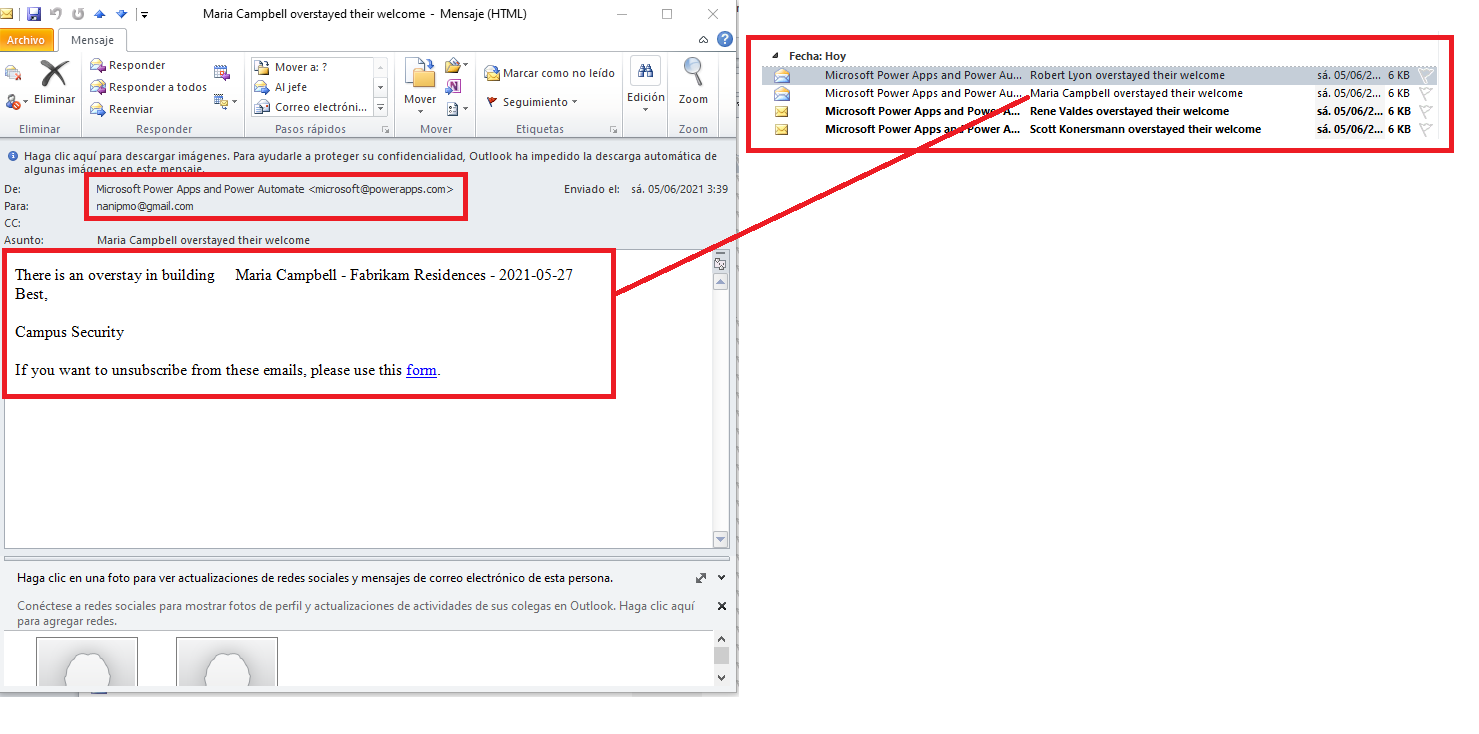 Maria Campbell overstayed their welcome - Mensaje (HTML)
Archivo
Mensaje
Responder
Responder a todos
Reenviar
Eliminar
Mover a: ?
Al jefe
Correo electróni...
Mover
Marcar como no leído
Seguimiento
Edición
Zoom
Eliminar
Responder
Pasos rápidos
Mover
Etiquetas
Zoom
Haga clic aquí para descargar imágenes. Para ayudarle a proteger su confidencialidad, Outlook ha impedido la descarga automática de
algunas imágenes en este mensaje.
De: Microsoft Power Apps and Power Automate <microsoft@powerapps.com> Enviado el: sá. 05/06/2021 3:39
Para: nanipmo@gmail.com
CC:
Asunto: Maria Campbell overstayed their welcome
There is an overstay in building Maria Campbell - Fabrikam Residences - 2021-05-27
Best,
Campus Security
If you want to unsubscribe from these emails, please use this form.
Haga clic en una foto para ver actualizaciones de redes sociales y mensajes de correo electrónico de esta persona.
Conéctese a redes sociales para mostrar fotos de perfil y actualizaciones de actividades de sus colegas en Outlook. Haga clic aquí
para agregar redes.
Fecha: Hoy
Microsoft Power Apps and Power Au... Robert Lyon overstayed their welcome sá. 05/06/2... 6 KB
Microsoft Power Apps and Power Au... Maria Campbell overstayed their welcome sá. 05/06/2... 6 KB
Microsoft Power Apps and Power A... Rene Valdes overstayed their welcome sá. 05/06/2... 6 KB
Microsoft Power Apps and Power A... Scott Konersmann overstayed their welcome sá. 05/06/2... 6 KB